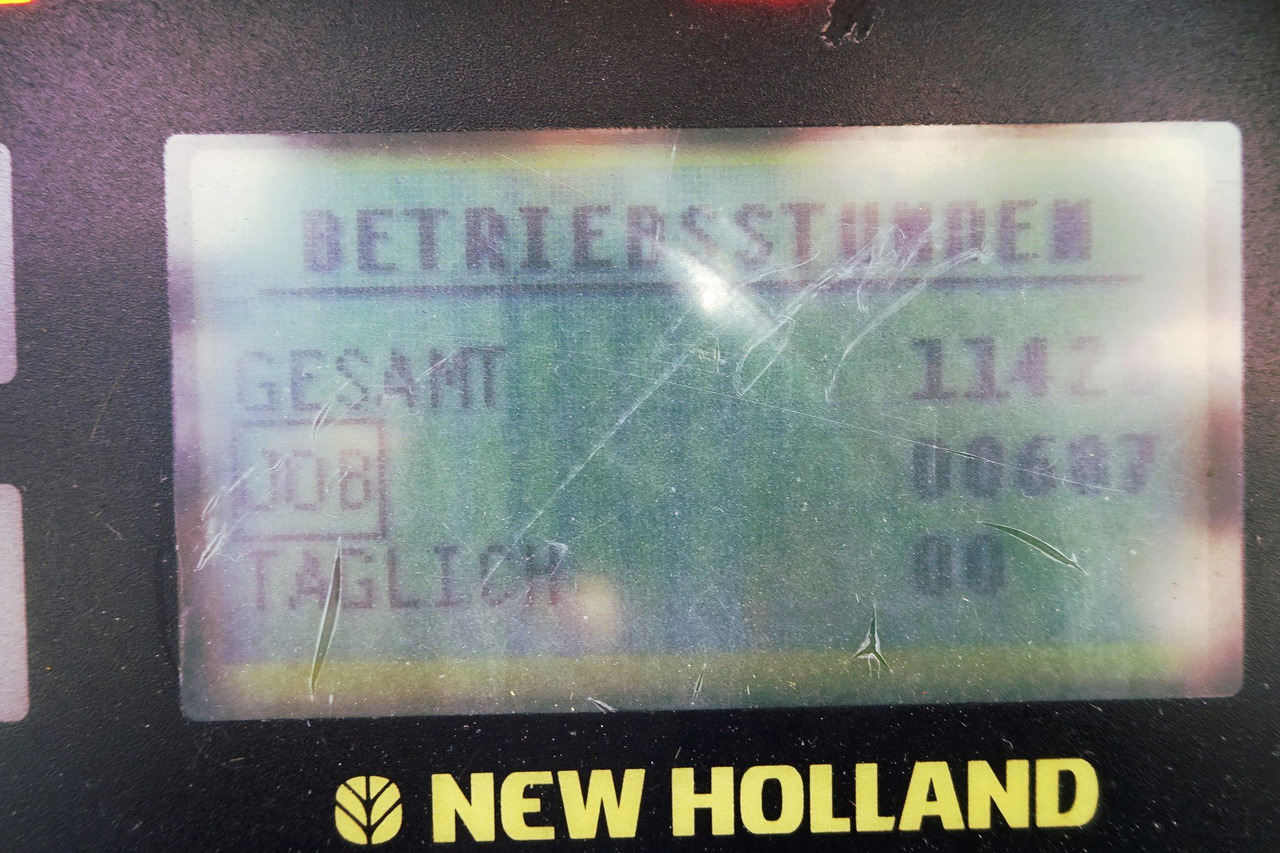 BETRIEBSSTUNDEN
GESAMT
JOB
TÄGLICH 00
NEW HOLLAND